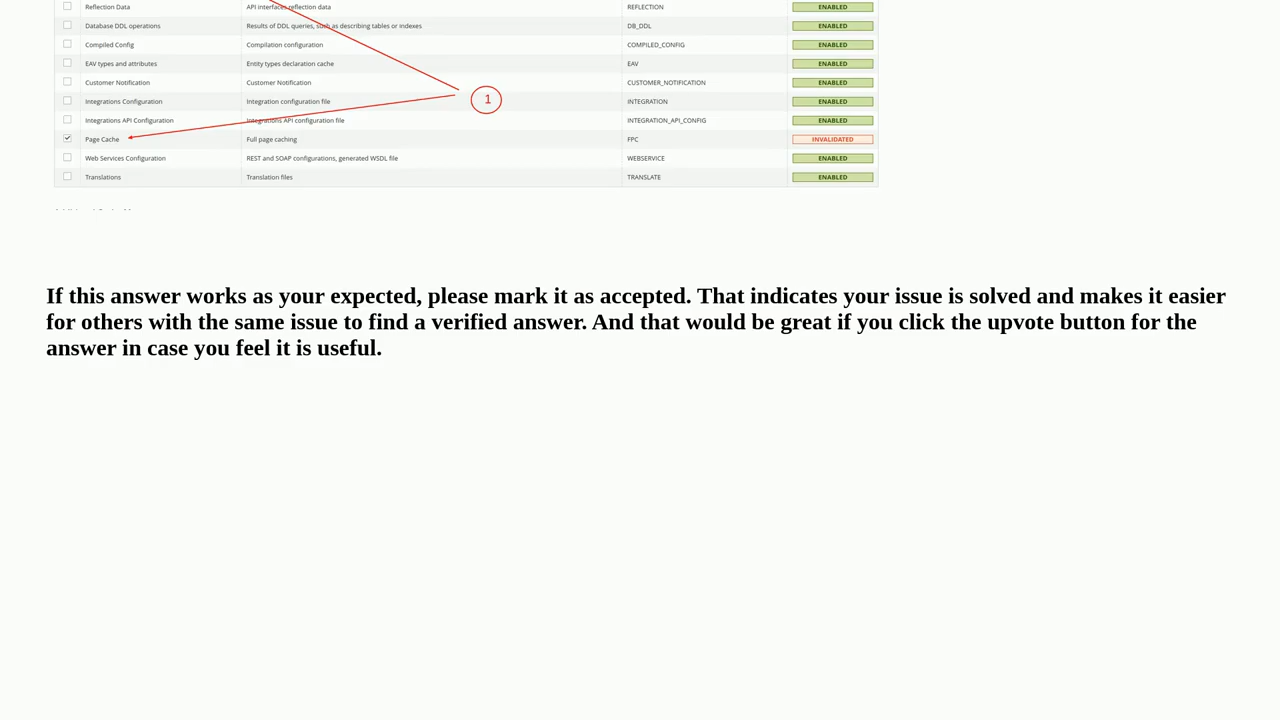 Reflection Data API interfaces reflection data REFLECTION ENABLED
Database DDL operations Results of DDL queries, such as describing tables or indexes DB_DDL ENABLED
Compiled Config Compilation configuration COMPILED_CONFIG ENABLED
EAV types and attributes Entity types declaration cache EAV ENABLED
Customer Notification Customer Notification CUSTOMER_NOTIFICATION ENABLED
Integrations Configuration Integration configuration file INTEGRATION ENABLED
1
Integrations API Configuration Integrations API configuration file INTEGRATION_API_CONFIG ENABLED
Page Cache Full page caching FPC INVALIDATED
Web Services Configuration REST and SOAP configurations, generated WSDL file WEBSERVICE ENABLED
Translations Translation files TRANSLATE ENABLED
If this answer works as your expected, please mark it as accepted. That indicates your issue is solved and makes it easier
for others with the same issue to find a verified answer. And that would be great if you click the upvote button for the
answer in case you feel it is useful.